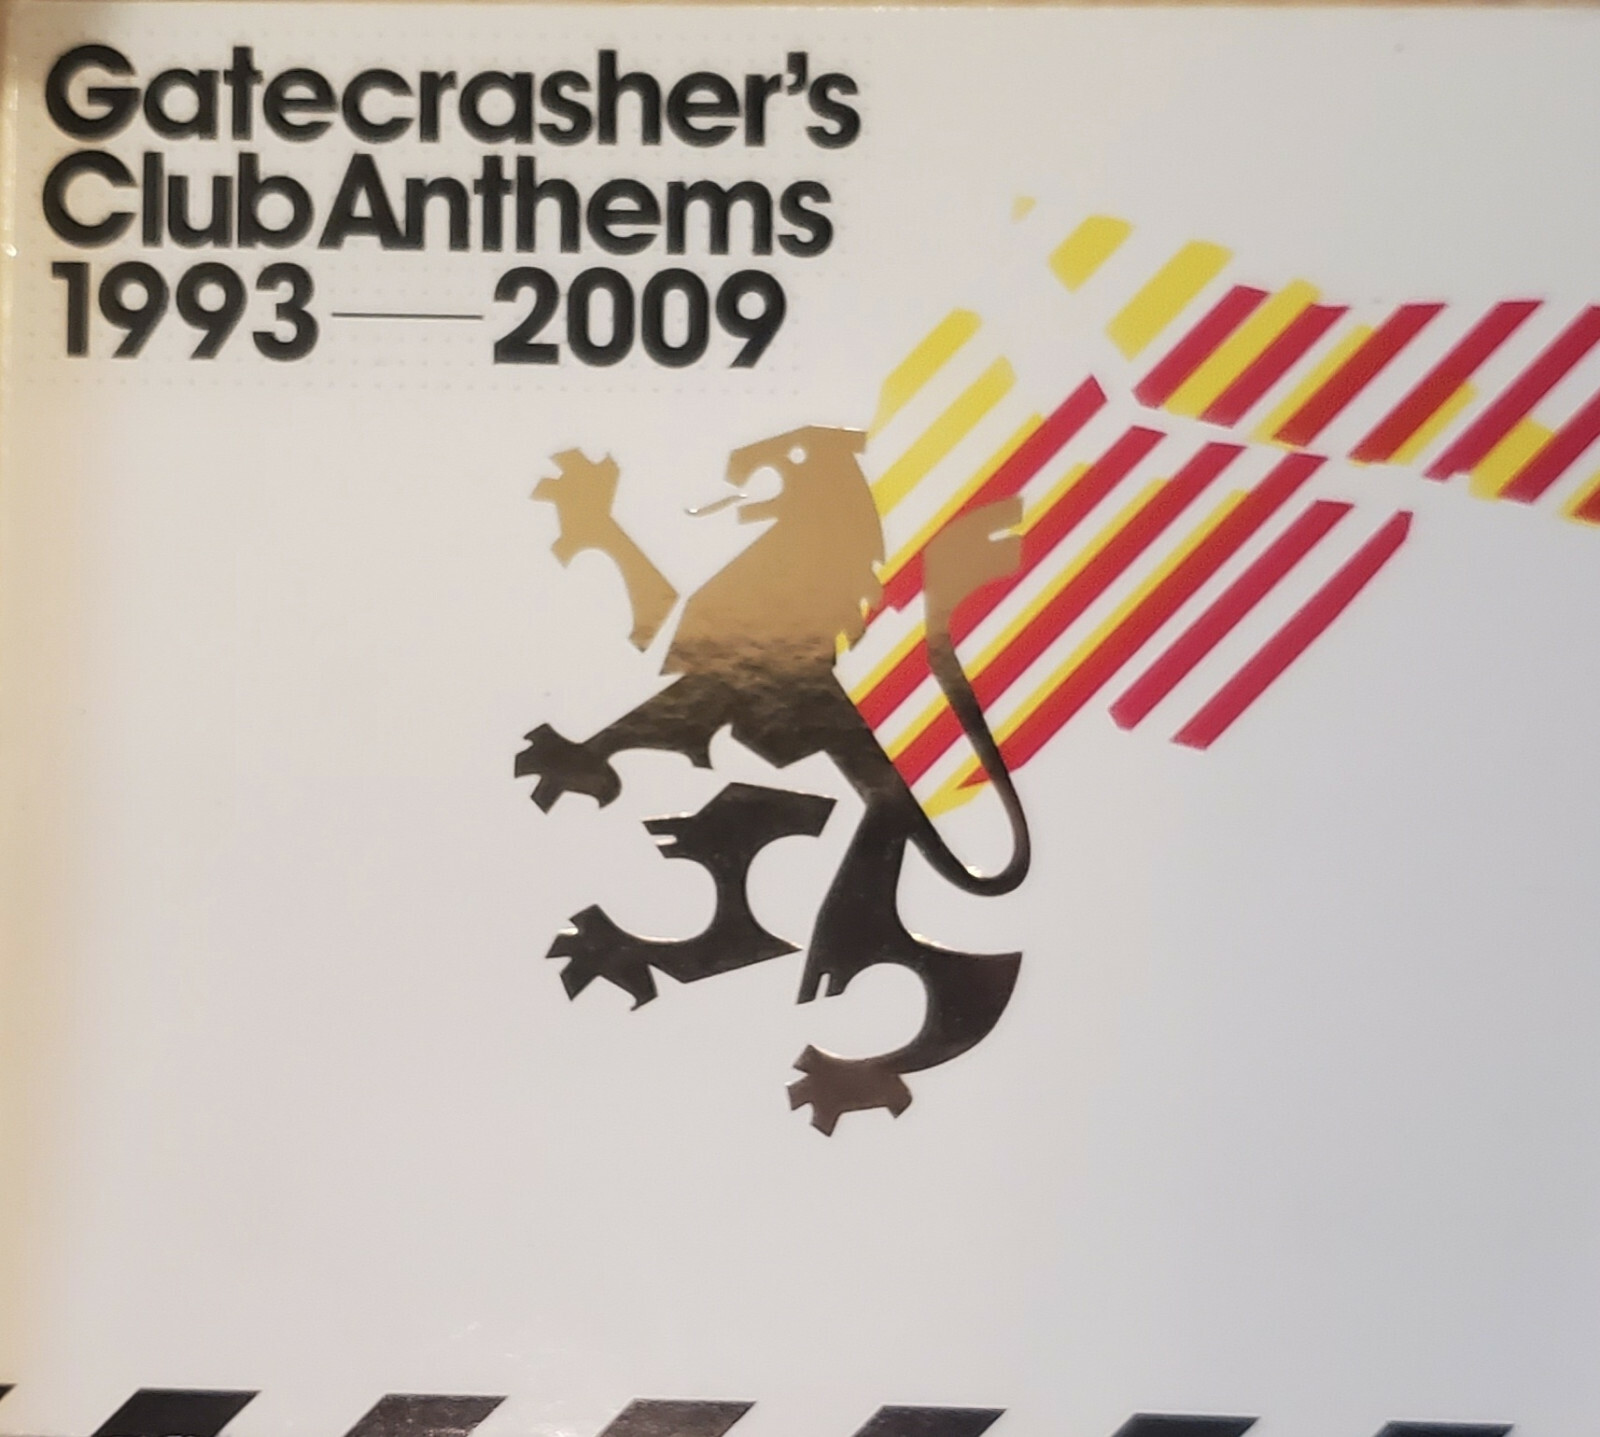 Gatecrasher's
Club Anthems
1993—2009